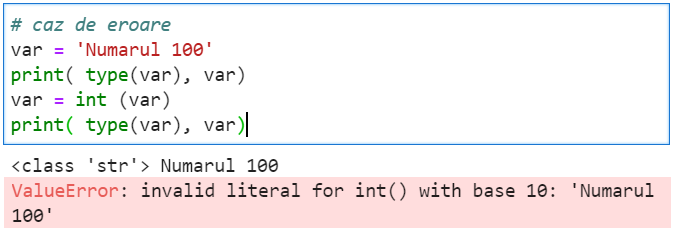 # caz de eroare
var = 'Numarul 100'
print( type(var), var)
var = int (var)
print( type(var), var)
<class 'str'> Numarul 100
ValueError: invalid literal for int() with base 10: 'Numarul
100'